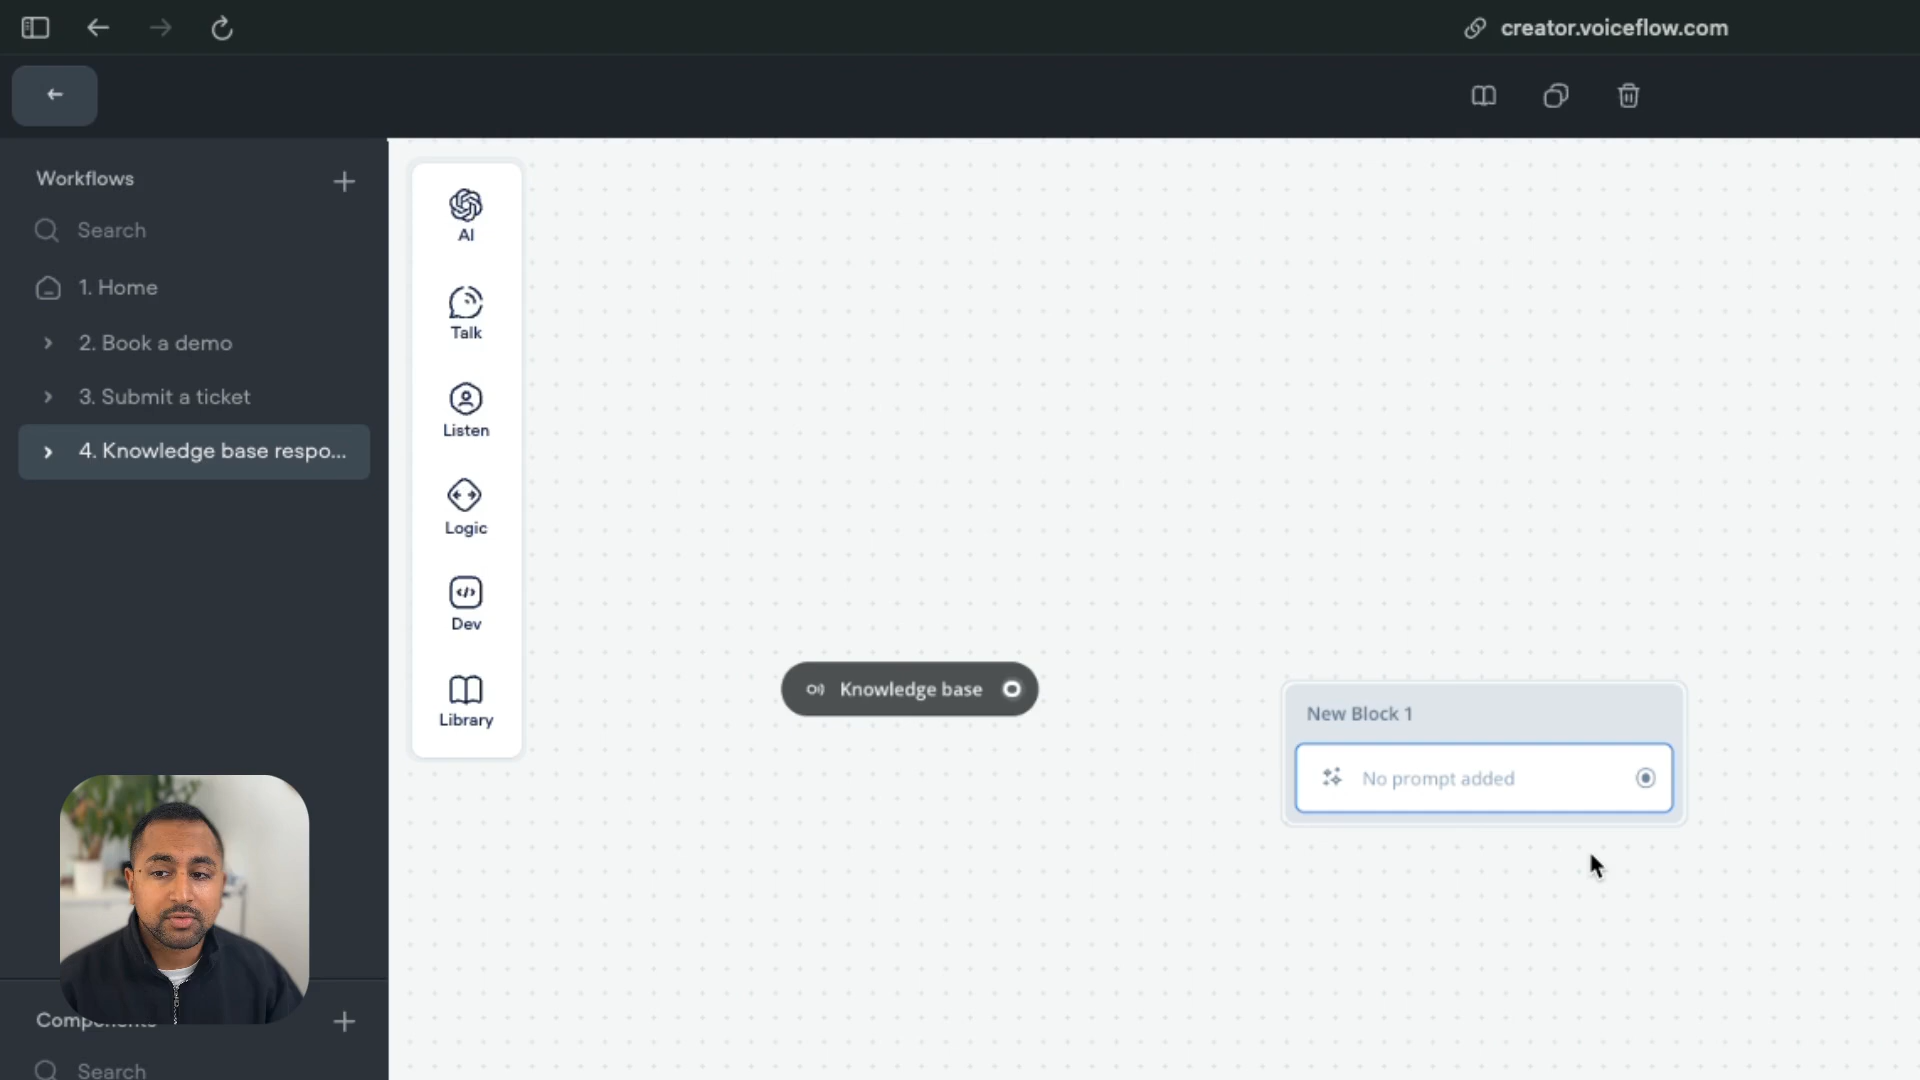 creator.voiceflow.com
Workflows
Search
1. Home
2. Book a demo
3. Submit a ticket
4. Knowledge base respo...
AI
Talk
Listen
Logic
Dev
Library
Knowledge base
New Block 1
No prompt added
Components
Search